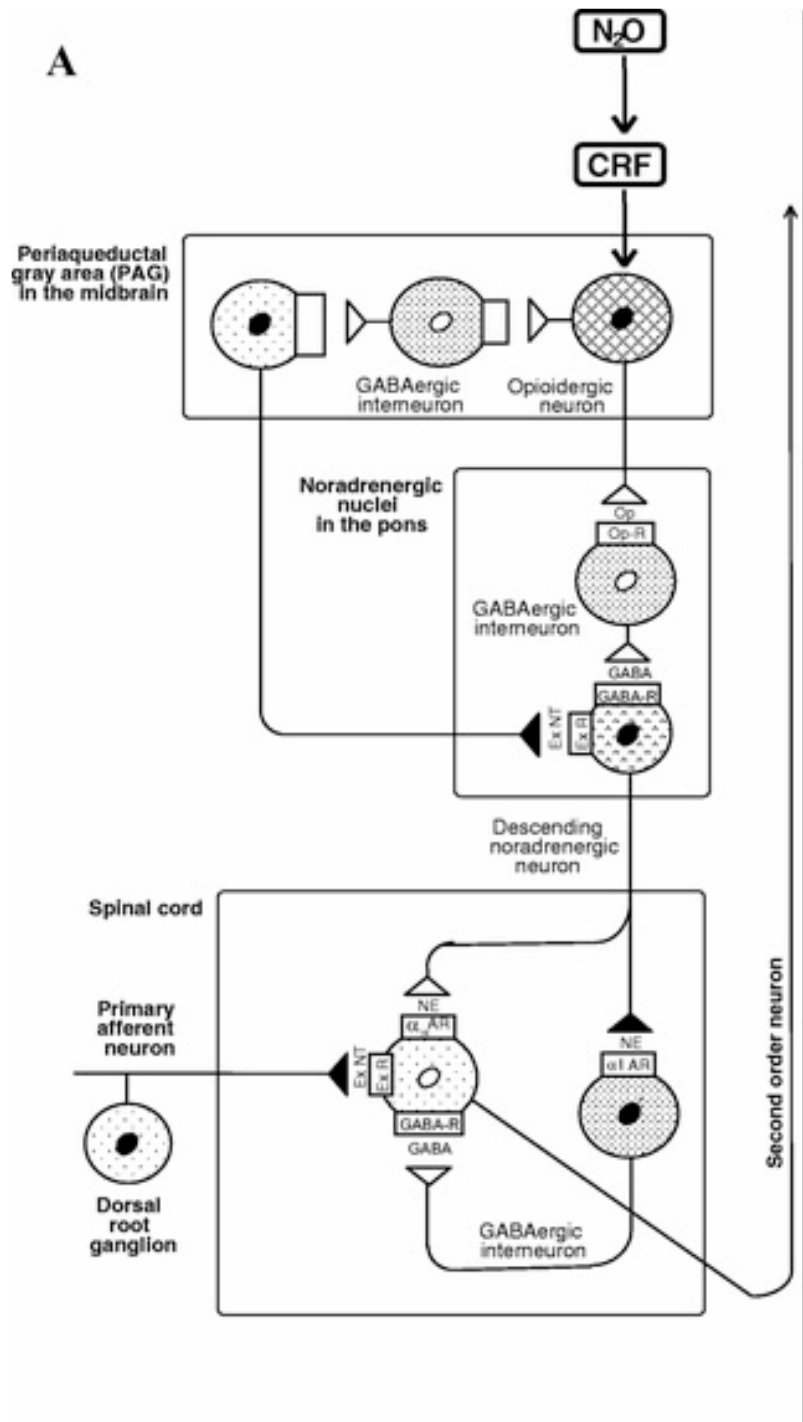 A
N₂O
CRF
Periaqueductal
gray area (PAG)
in the midbrain
GABAergic
interneuron
Opioidergic
neuron
Noradrenergic
nuclei
in the pons
Op
Op-R
GABAergic
interneuron
GABA
GABA-R
Ex NT
Ex R
Descending
noradrenergic
neuron
Spinal cord
Primary
afferent
neuron
Dorsal
root
ganglion
NE
AR
Ex NT
Ex R
GABA-R
GABA
NE
α1 AR
GABAergic
interneuron
Second order neuron